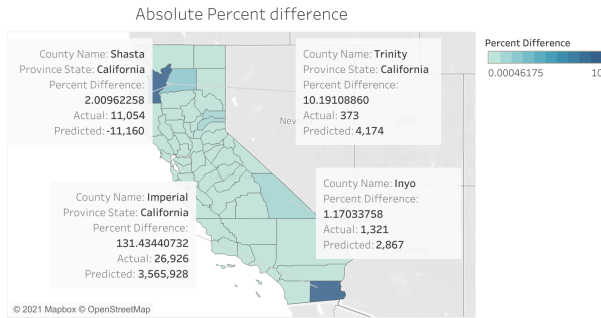 Absolute Percent difference
County Name: Shasta
Province State: California
Percent Difference:
2.00962258
Actual: 11,054
Predicted: -11,160
County Name: Trinity
Province State: California
Percent Difference:
10.19108860
Actual: 373
Predicted: 4,174
Percent Difference
0.00046175
10
County Name: Imperial
Province State: California
Percent Difference:
131.43440732
Actual: 26,926
Predicted: 3,565,928
County Name: Inyo
Province State: California
Percent Difference:
1.17033758
Actual: 1,321
Predicted: 2,867
© 2021 Mapbox © OpenStreetMap